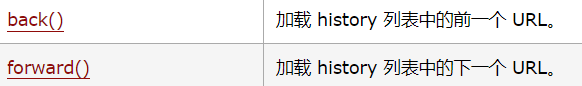 back() 加载 history 列表中的前一个 URL。
forward() 加载 history 列表中的下一个 URL。